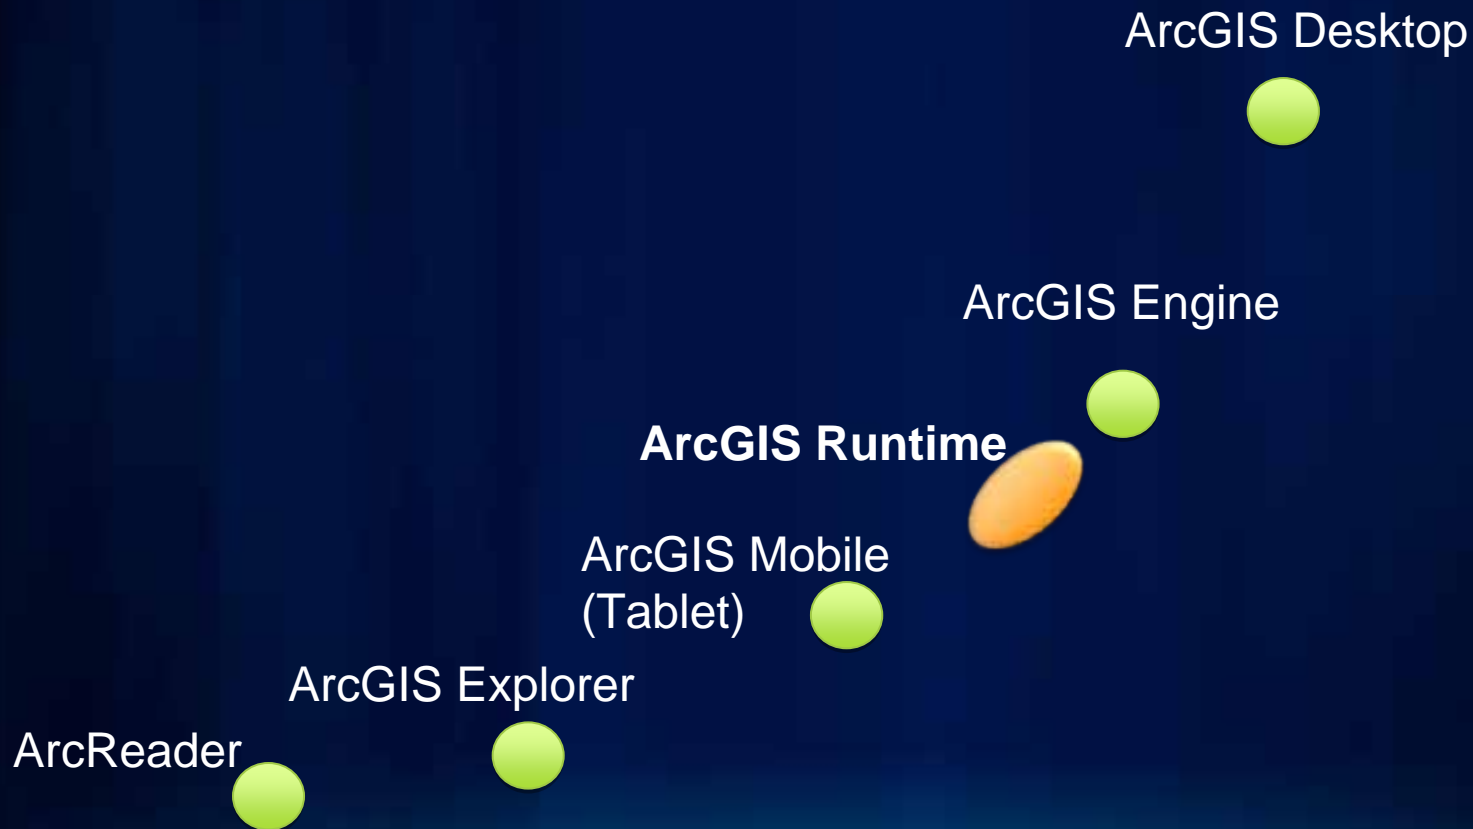 ArcGIS Desktop
ArcGIS Engine
ArcGIS Runtime
ArcGIS Mobile
(Tablet)
ArcGIS Explorer
ArcReader